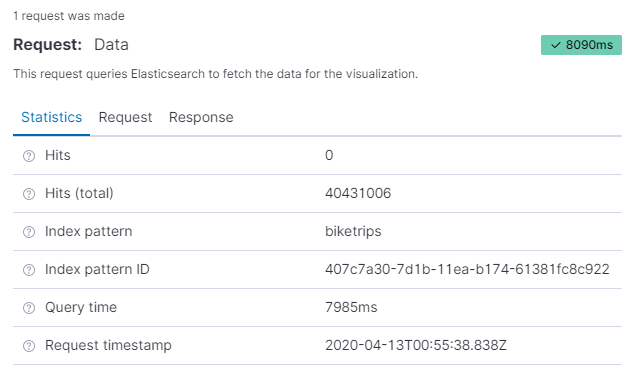 1 request was made
Request: Data
8090ms
This request queries Elasticsearch to fetch the data for the visualization.
Statistics Request Response
Hits 0
Hits (total) 40431006
Index pattern biketrips
Index pattern ID 407c7a30-7d1b-11ea-b174-61381fc8c922
Query time 7985ms
Request timestamp 2020-04-13T00:55:38.838Z